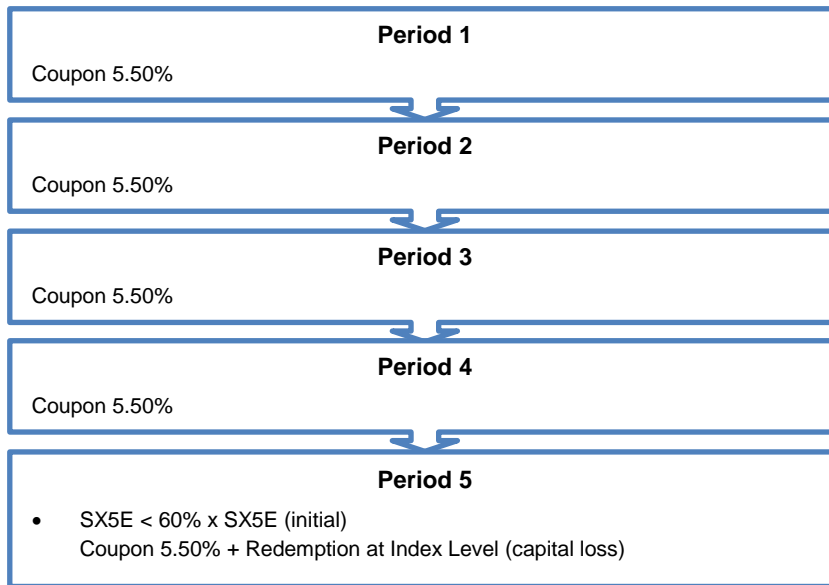 Period 1
Coupon 5.50%
Period 2
Coupon 5.50%
Period 3
Coupon 5.50%
Period 4
Coupon 5.50%
Period 5
• SX5E < 60% x SX5E (initial)
Coupon 5.50% + Redemption at Index Level (capital loss)